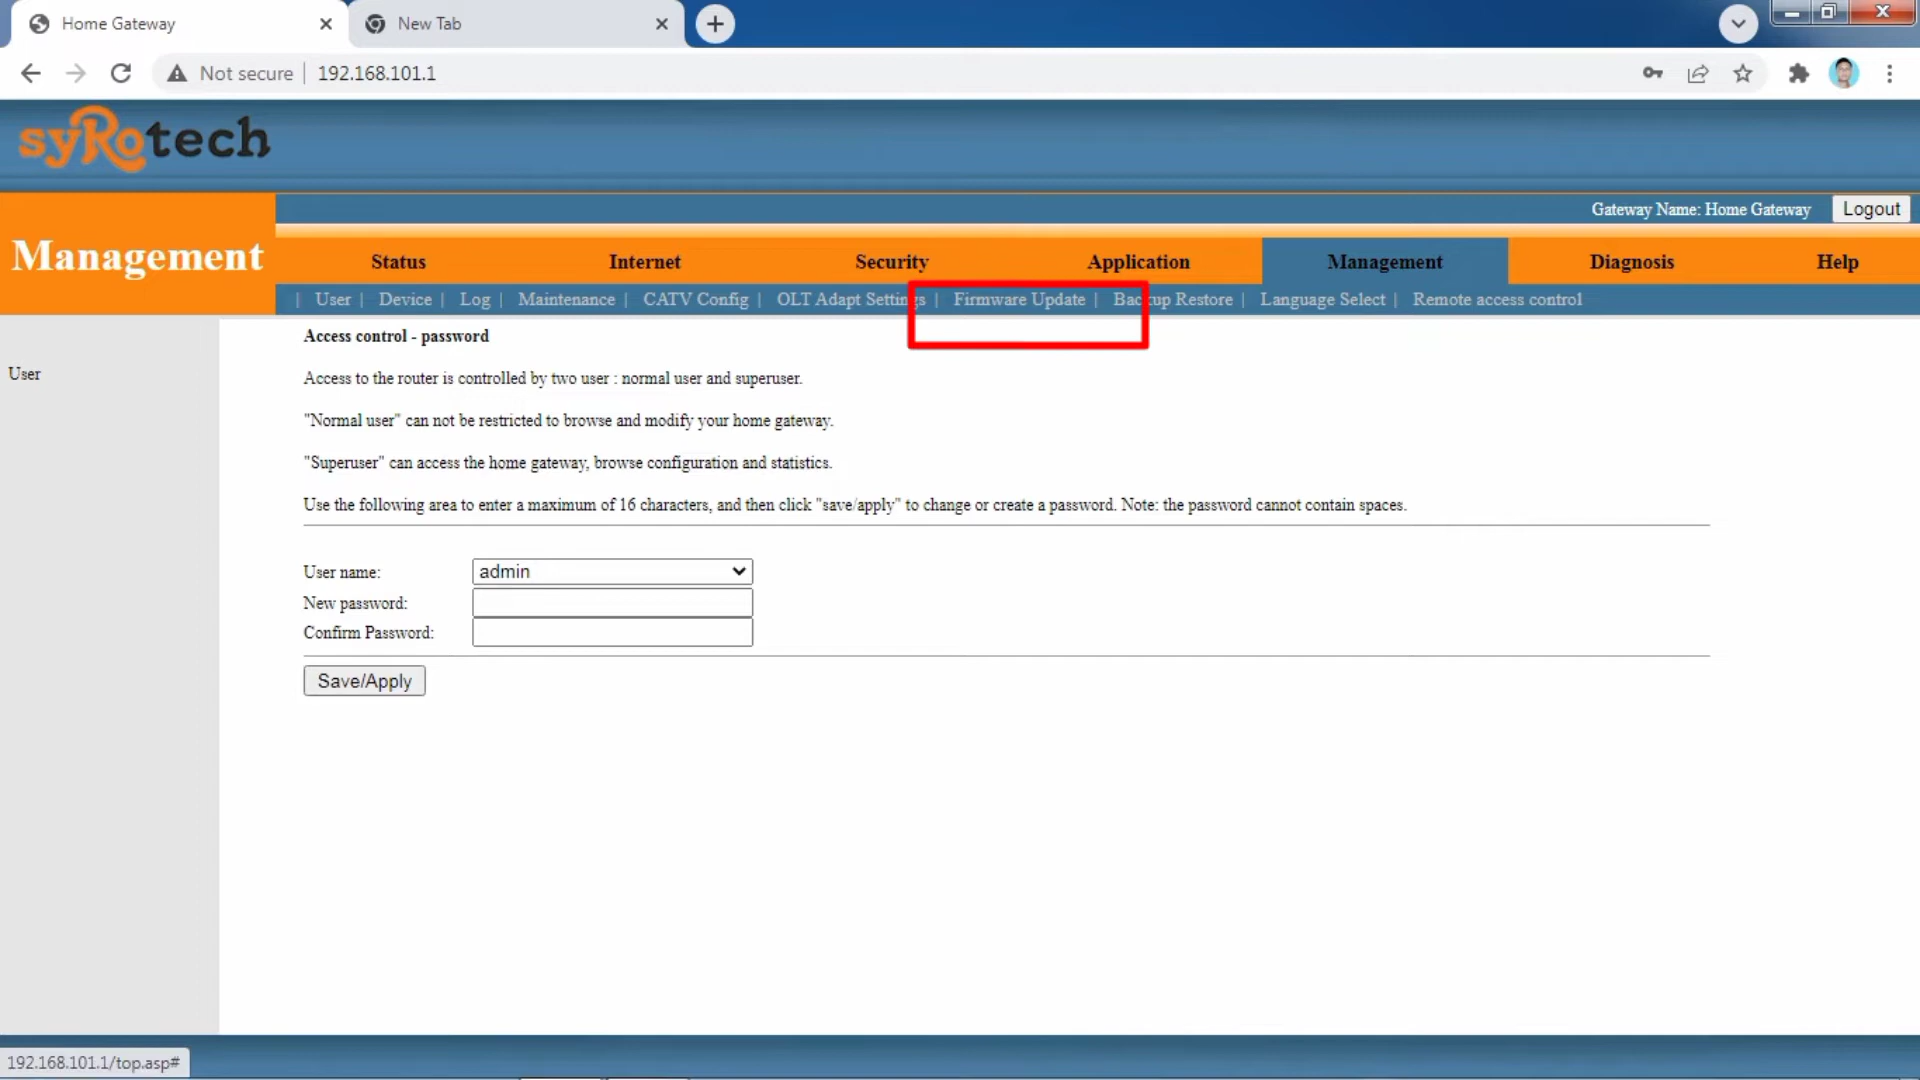 Home Gateway
New Tab
Not secure | 192.168.101.1
syRotech
Gateway Name: Home Gateway Logout
Management
Status Internet Security Application Management Diagnosis Help
| User | Device | Log | Maintenance | CATV Config | OLT Adapt Settings | Firmware Update | Backup Restore | Language Select | Remote access control
User
Access control - password
Access to the router is controlled by two user : normal user and superuser.
"Normal user" can not be restricted to browse and modify your home gateway.
"Superuser" can access the home gateway, browse configuration and statistics.
Use the following area to enter a maximum of 16 characters, and then click "save/apply" to change or create a password. Note: the password cannot contain spaces.
User name: admin
New password:
Confirm Password:
Save/Apply
192.168.101.1/top.asp#